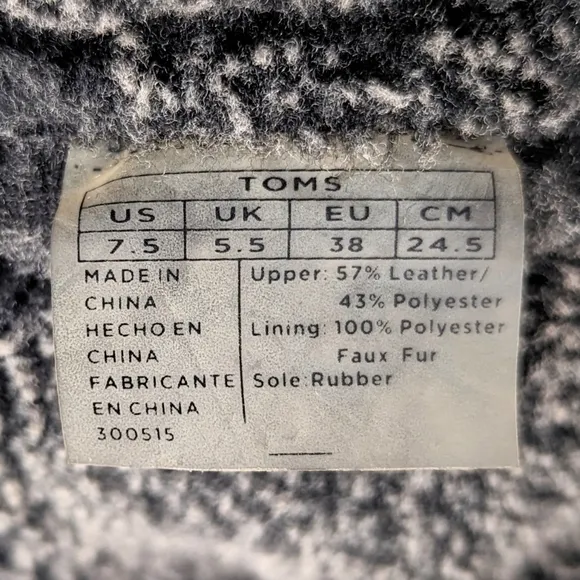 TOMS
US UK EU CM
7.5 5.5 38 24.5
MADE IN
CHINA
HECHO EN
CHINA
FABRICANTE
EN CHINA
300515
Upper: 57% Leather/
43% Polyester
Lining: 100% Polyester
Faux Fur
Sole: Rubber